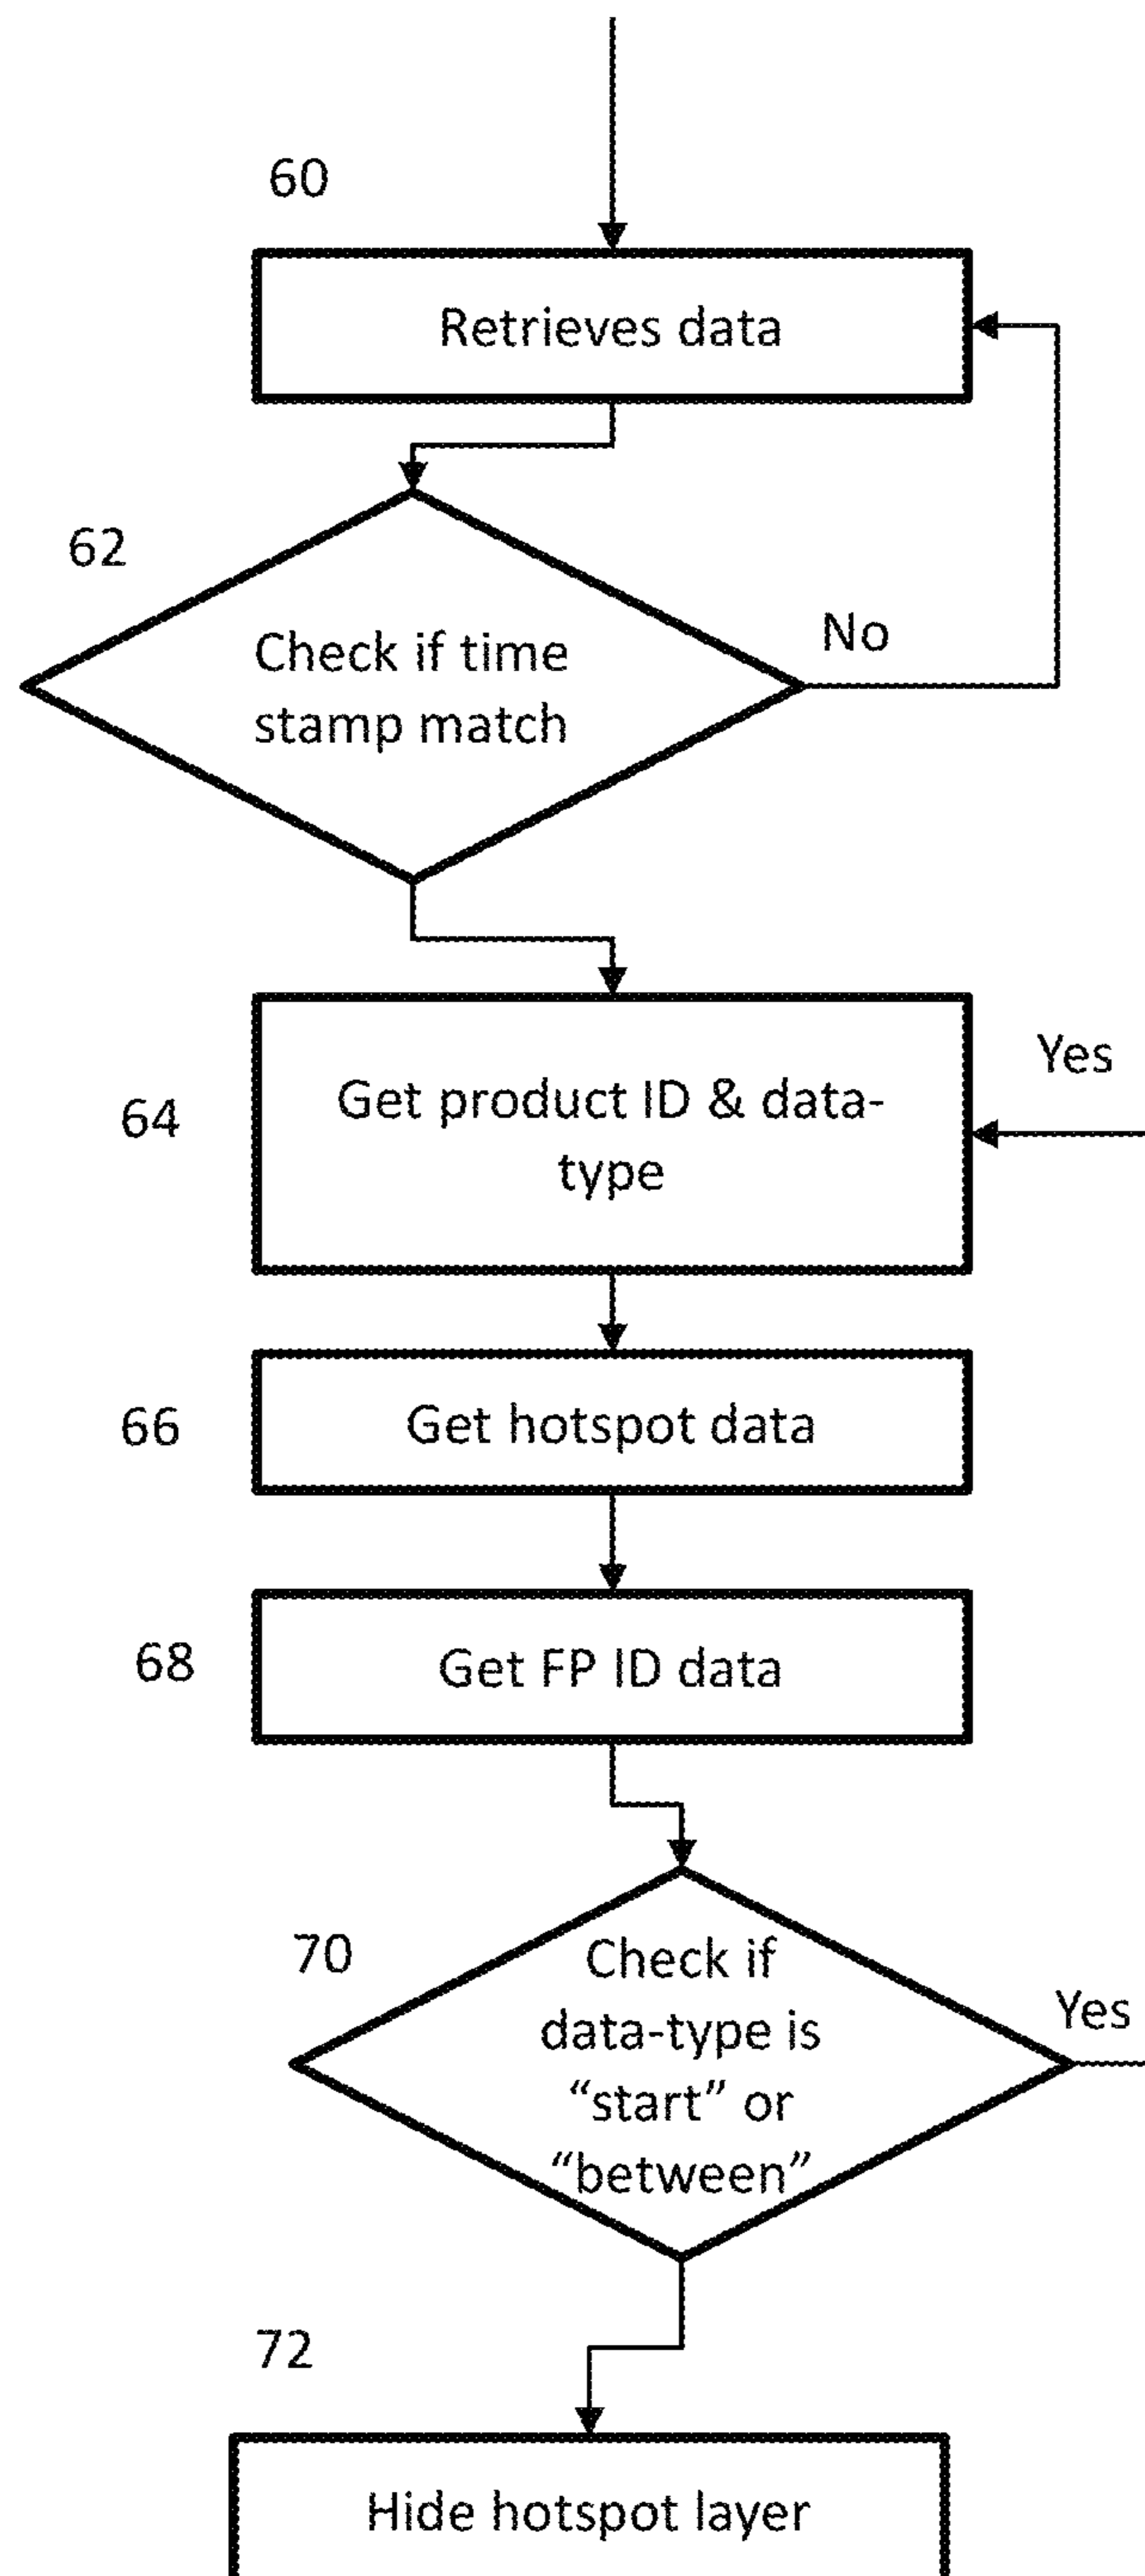 60
Retrieves data
62
Check if time
stamp match
No
64
Get product ID & data-
type
Yes
66
Get hotspot data
68
Get FP ID data
70
Check if
data-type is
“start” or
“between”
Yes
72
Hide hotspot layer